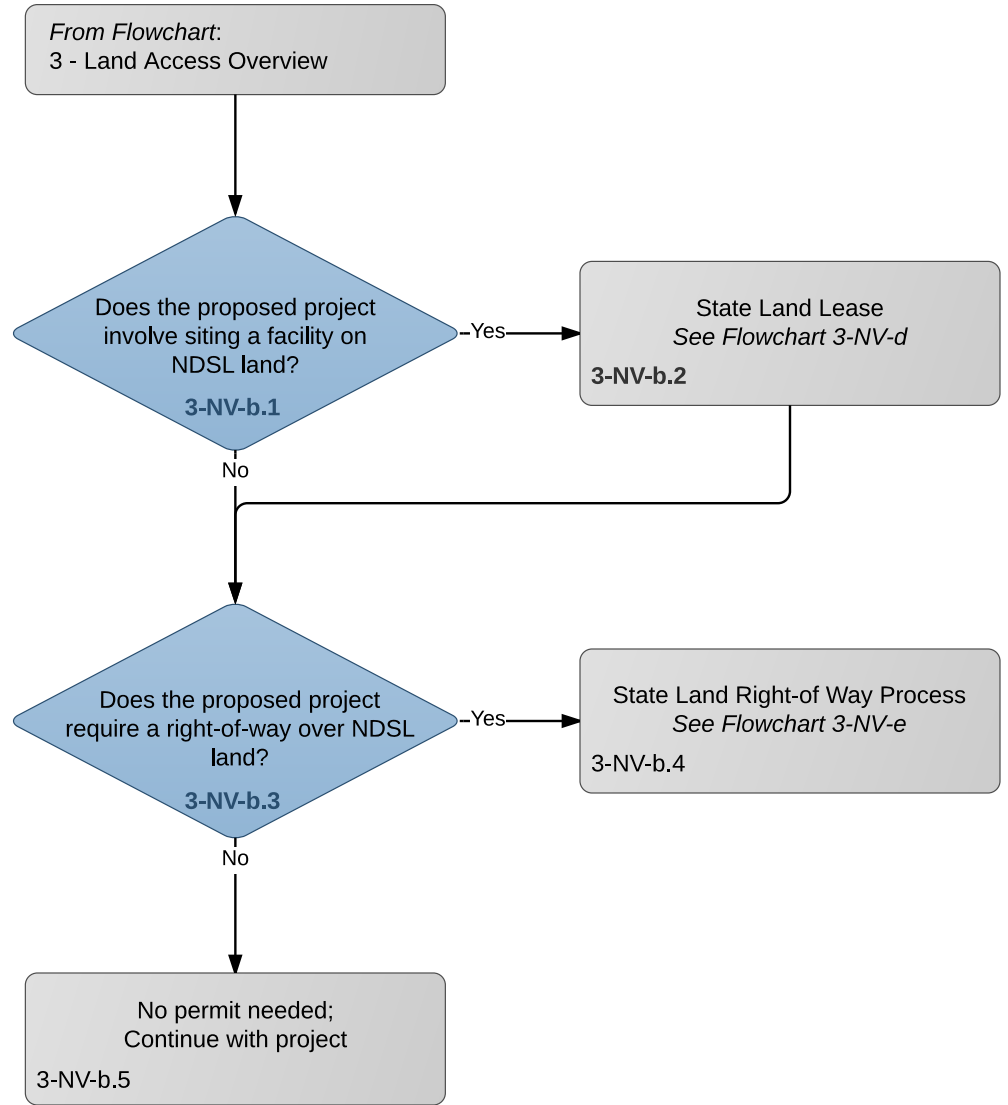 From Flowchart:
3 - Land Access Overview
Does the proposed project
involve siting a facility on
NDSL land?
3-NV-b.1
Yes
State Land Lease
See Flowchart 3-NV-d
3-NV-b.2
No
Does the proposed project
require a right-of-way over NDSL
land?
3-NV-b.3
Yes
State Land Right-of Way Process
See Flowchart 3-NV-e
3-NV-b.4
No
No permit needed;
Continue with project
3-NV-b.5